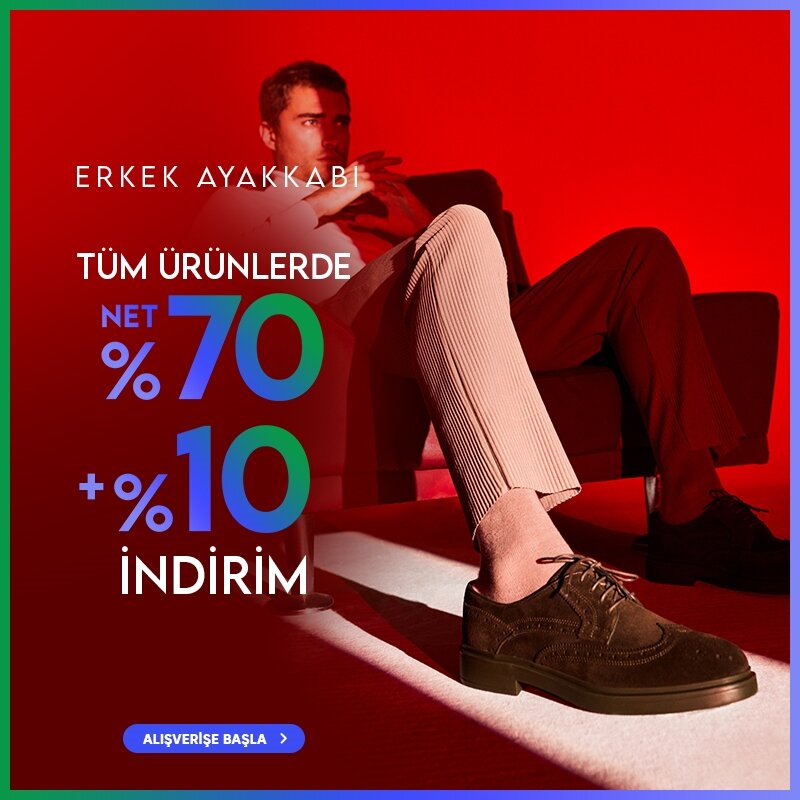 ERKEK AYAKKABI
TÜM ÜRÜNLERDE
NET
%70
+%10
İNDİRİM
ALIŞVERİŞE BAŞLA >